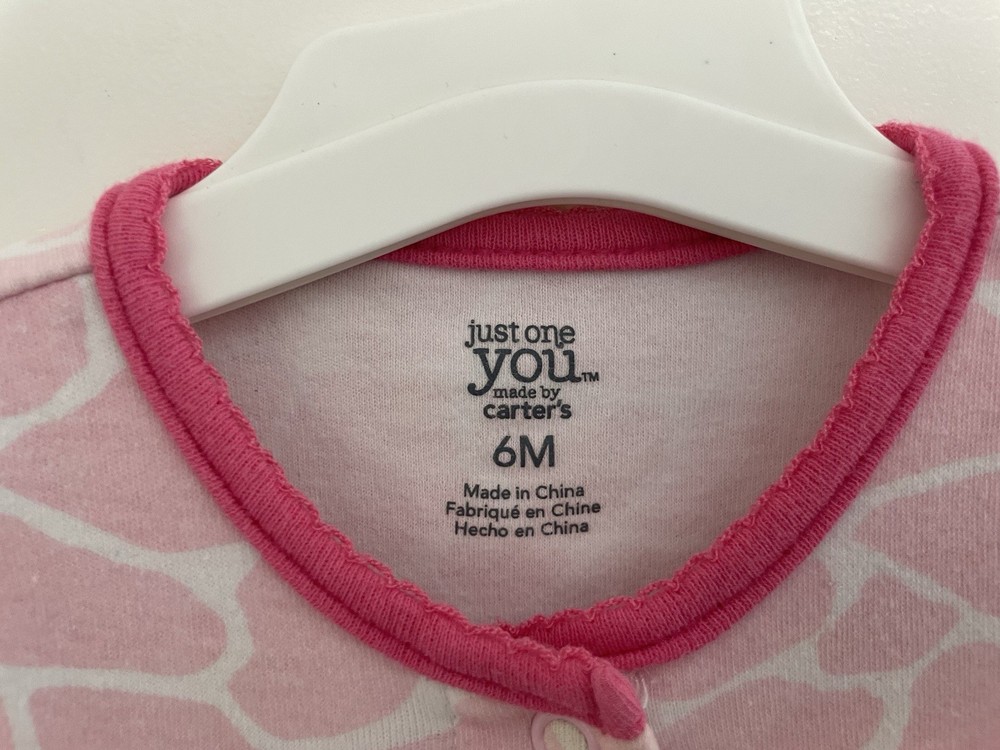 just one
you™
made by
carter's
6M
Made in China
Fabriqué en Chine
Hecho en China